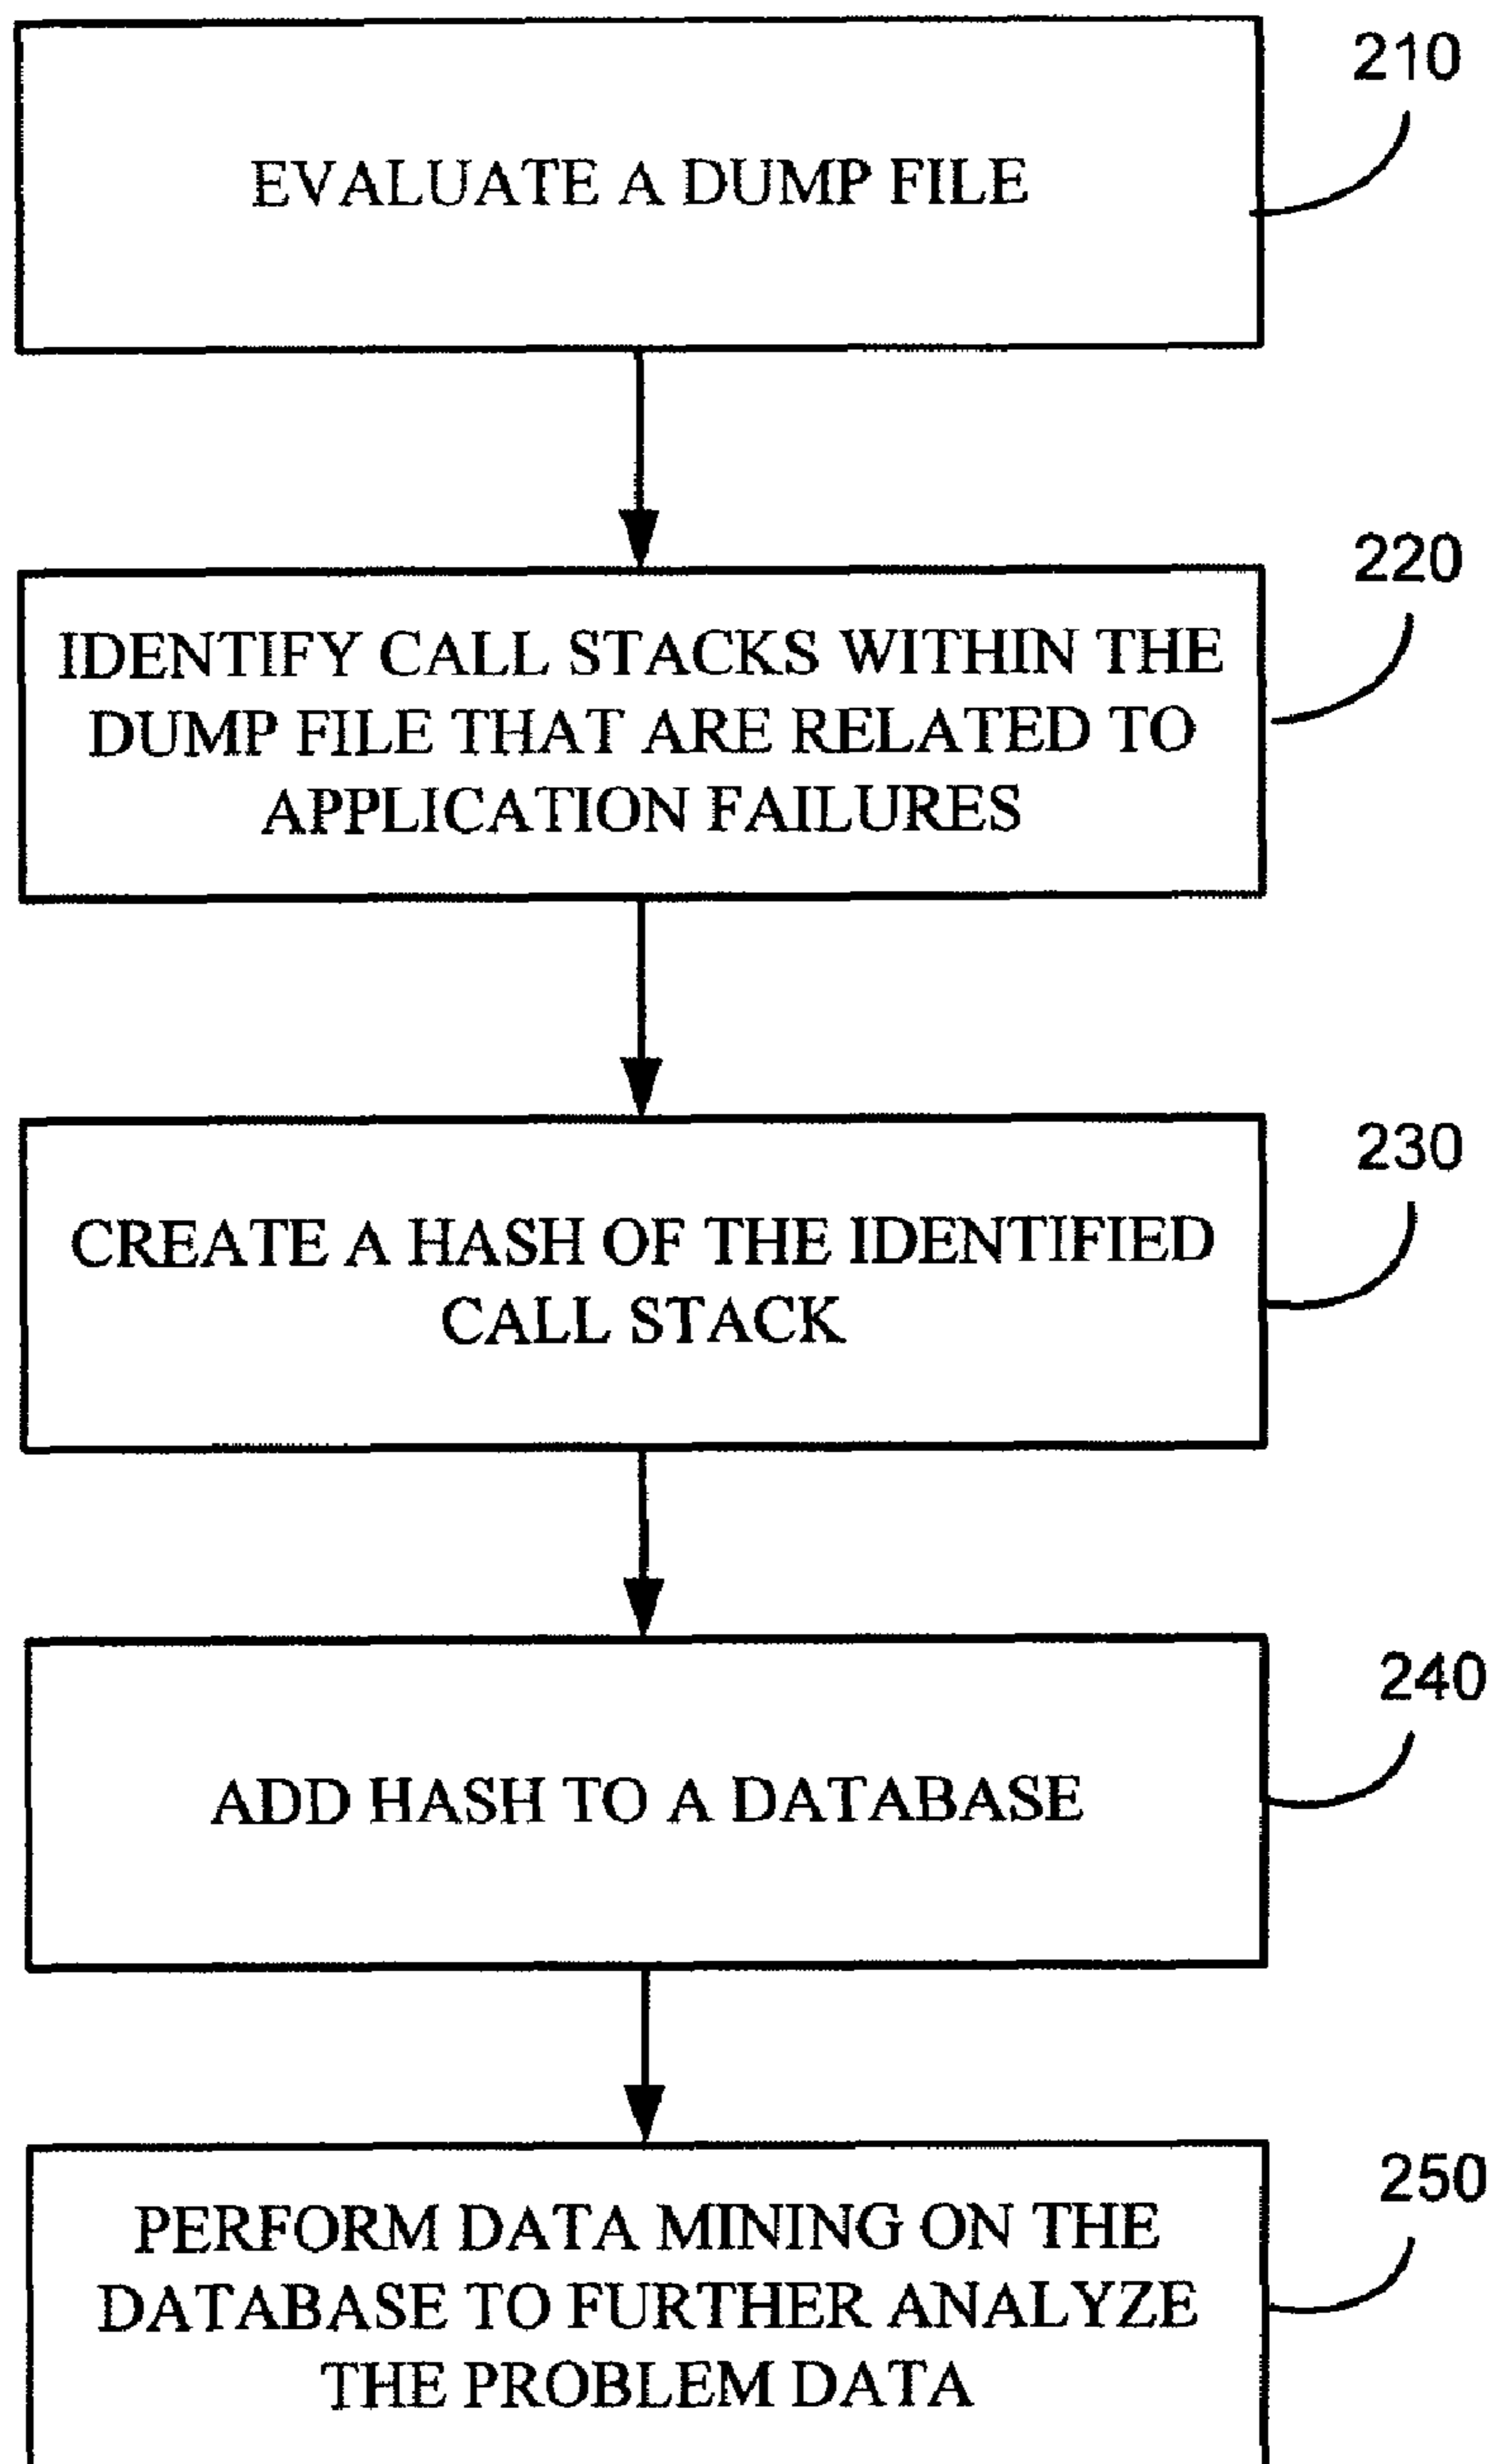 210
EVALUATE A DUMP FILE
220
IDENTIFY CALL STACKS WITHIN THE
DUMP FILE THAT ARE RELATED TO
APPLICATION FAILURES
230
CREATE A HASH OF THE IDENTIFIED
CALL STACK
240
ADD HASH TO A DATABASE
250
PERFORM DATA MINING ON THE
DATABASE TO FURTHER ANALYZE
THE PROBLEM DATA